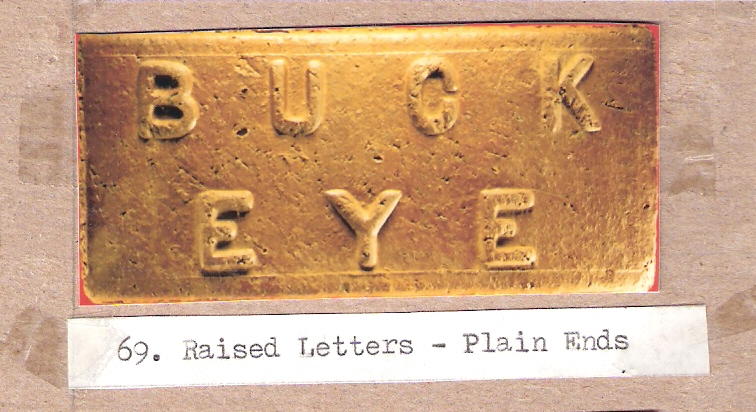 BUCK
EYE
69. Raised Letters - Plain Ends